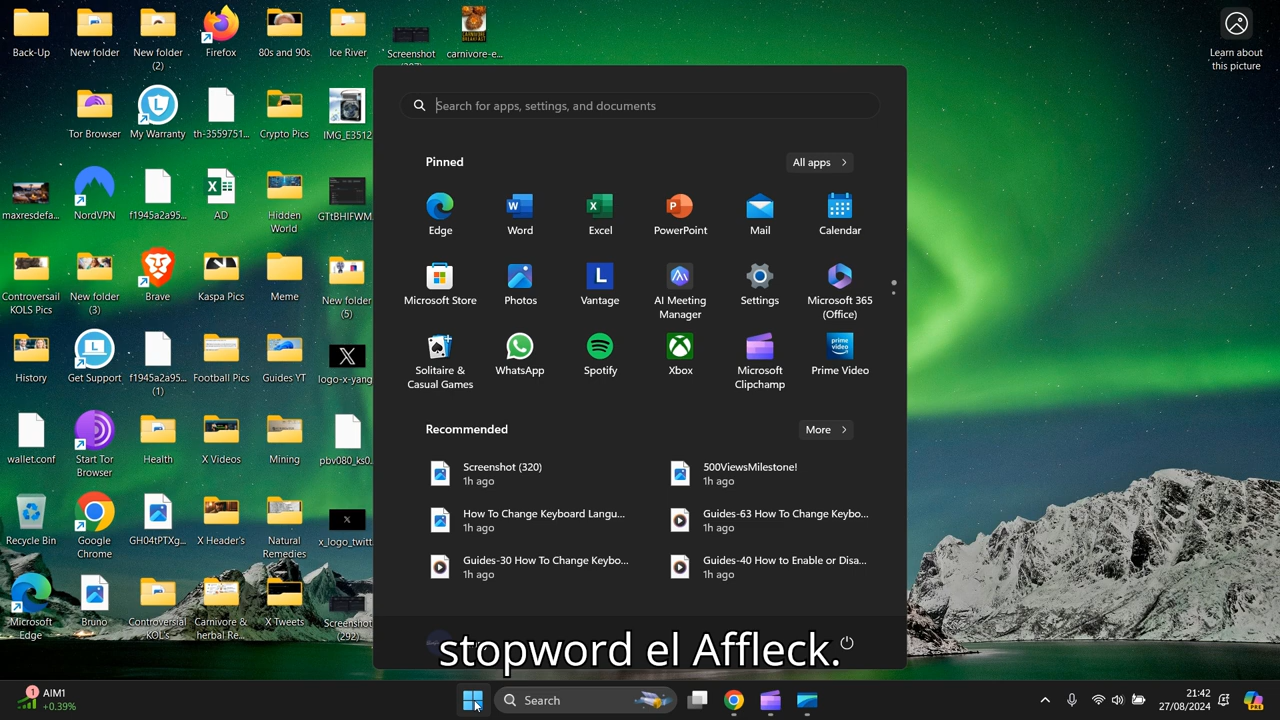 Back-Up
New folder
New folder
(2)
Firefox
80s and 90s
Ice River
Screenshot
carnivore-e...
Learn about
this picture
Tor Browser
My Warranty
th-3559751...
Crypto Pics
IMG_E3512
maxresdefa...
NordVPN
f1945a2a95...
AD
Hidden
World
GTtBHIFWM
Controversail
KOLS Pics
New folder
(3)
Brave
Kaspa Pics
Meme
New folder
(5)
History
Get Support
f1945a2a95...
(1)
Football Pics
Guides YT
logo-x-yang
wallet.conf
Start Tor
Browser
Health
X Videos
Mining
pbv080_ks0
Recycle Bin
Google
Chrome
GH04tPTXg...
X Header's
Natural
Remedies
x_logo_twitt
Microsoft
Edge
Bruno
Controversial
KOL's
Carnivore &
herbal Re...
X Tweets
Screenshot
(292)
Search for apps, settings, and documents
Pinned
All apps
Edge
Word
Excel
PowerPoint
Mail
Calendar
Microsoft Store
Photos
Vantage
AI Meeting
Manager
Settings
Microsoft 365
(Office)
Solitaire &
Casual Games
WhatsApp
Spotify
Xbox
Microsoft
Clipchamp
prime
video
Prime Video
Recommended
More
Screenshot (320)
1h ago
500ViewsMilestone!
1h ago
How To Change Keyboard Langu...
1h ago
Guides-63 How To Change Keybo...
1h ago
Guides-30 How To Change Keybo...
1h ago
Guides-40 How to Enable or Disa...
1h ago
stopword el Affleck.
1
AIM1
+0.39%
Search
21:42
27/08/2024